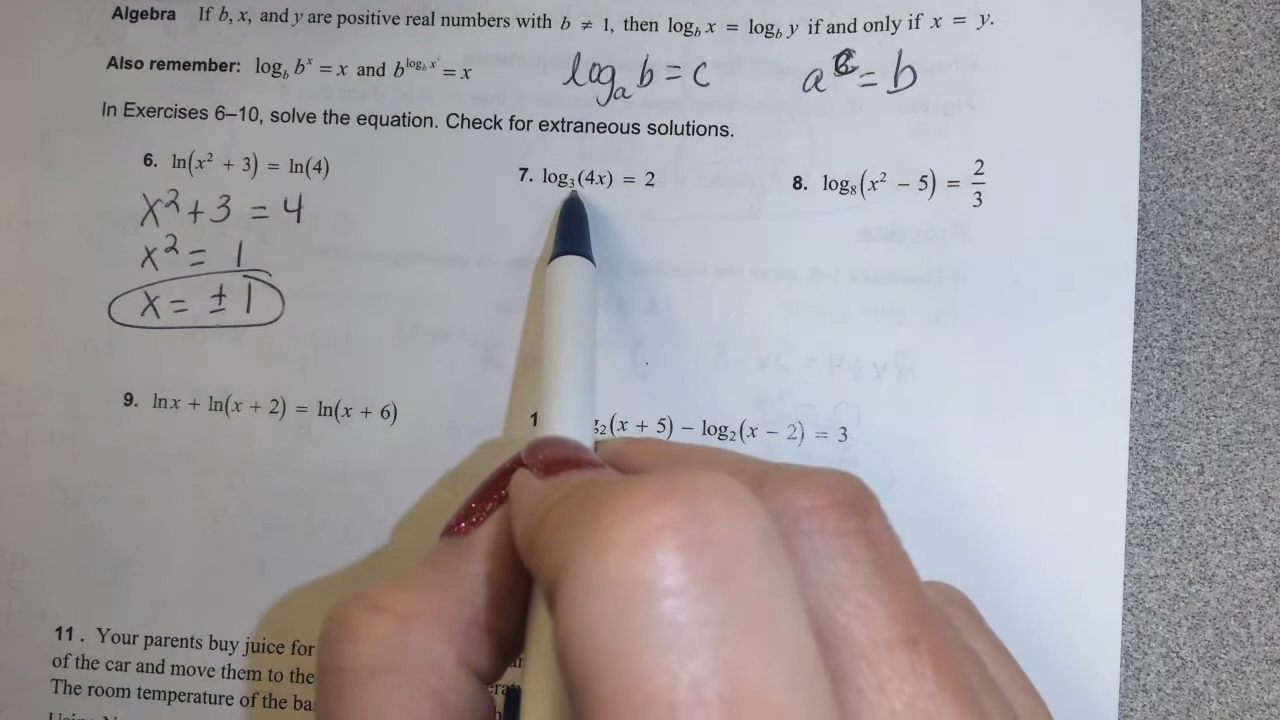 Algebra If b, x, and y are positive real numbers with b ≠ 1, then log_b x = log_b y if and only if x = y.
Also remember: log_b b^x = x and b^(log_b x) = x
log_a b = c a^c = b
In Exercises 6–10, solve the equation. Check for extraneous solutions.
6. ln(x² + 3) = ln(4)
7. log₃(4x) = 2
8. log₈(x² − 5) = 2/3
x² + 3 = 4
x² = 1
x = ± 1
9. ln x + ln(x + 2) = ln(x + 6)
1 ₂(x + 5) − log₂(x − 2) = 3
11 . Your parents buy juice for
of the car and move them to the
The room temperature of the ba